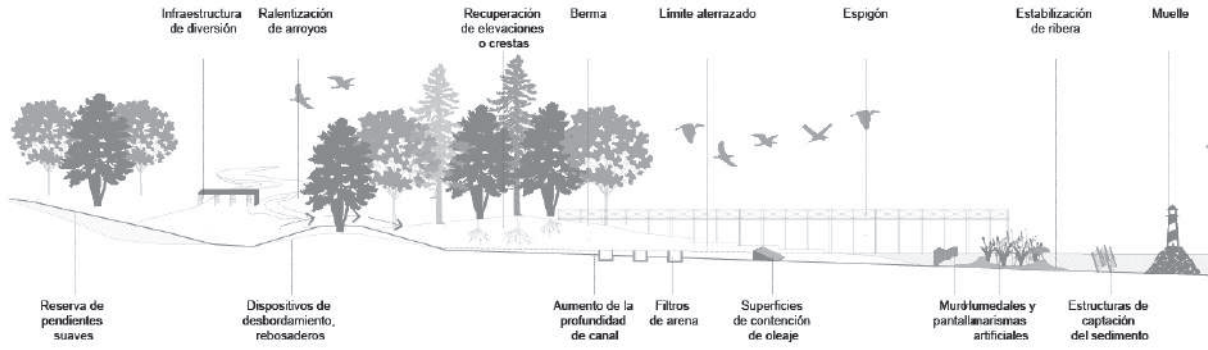 Infraestructura
de diversión
Ralentización
de arroyos
Recuperación
de elevaciones
o crestas
Berma
Límite aterrazado
Espigón
Estabilización
de ribera
Muelle
Reserva de
pendientes
suaves
Dispositivos de
desbordamiento,
rebosaderos
Aumento de la
profundidad
de canal
Filtros
de arena
Superficies
de contención
de oleaje
Muro
pantalla
Humedales y
marismas
artificiales
Estructuras de
captación
del sedimento